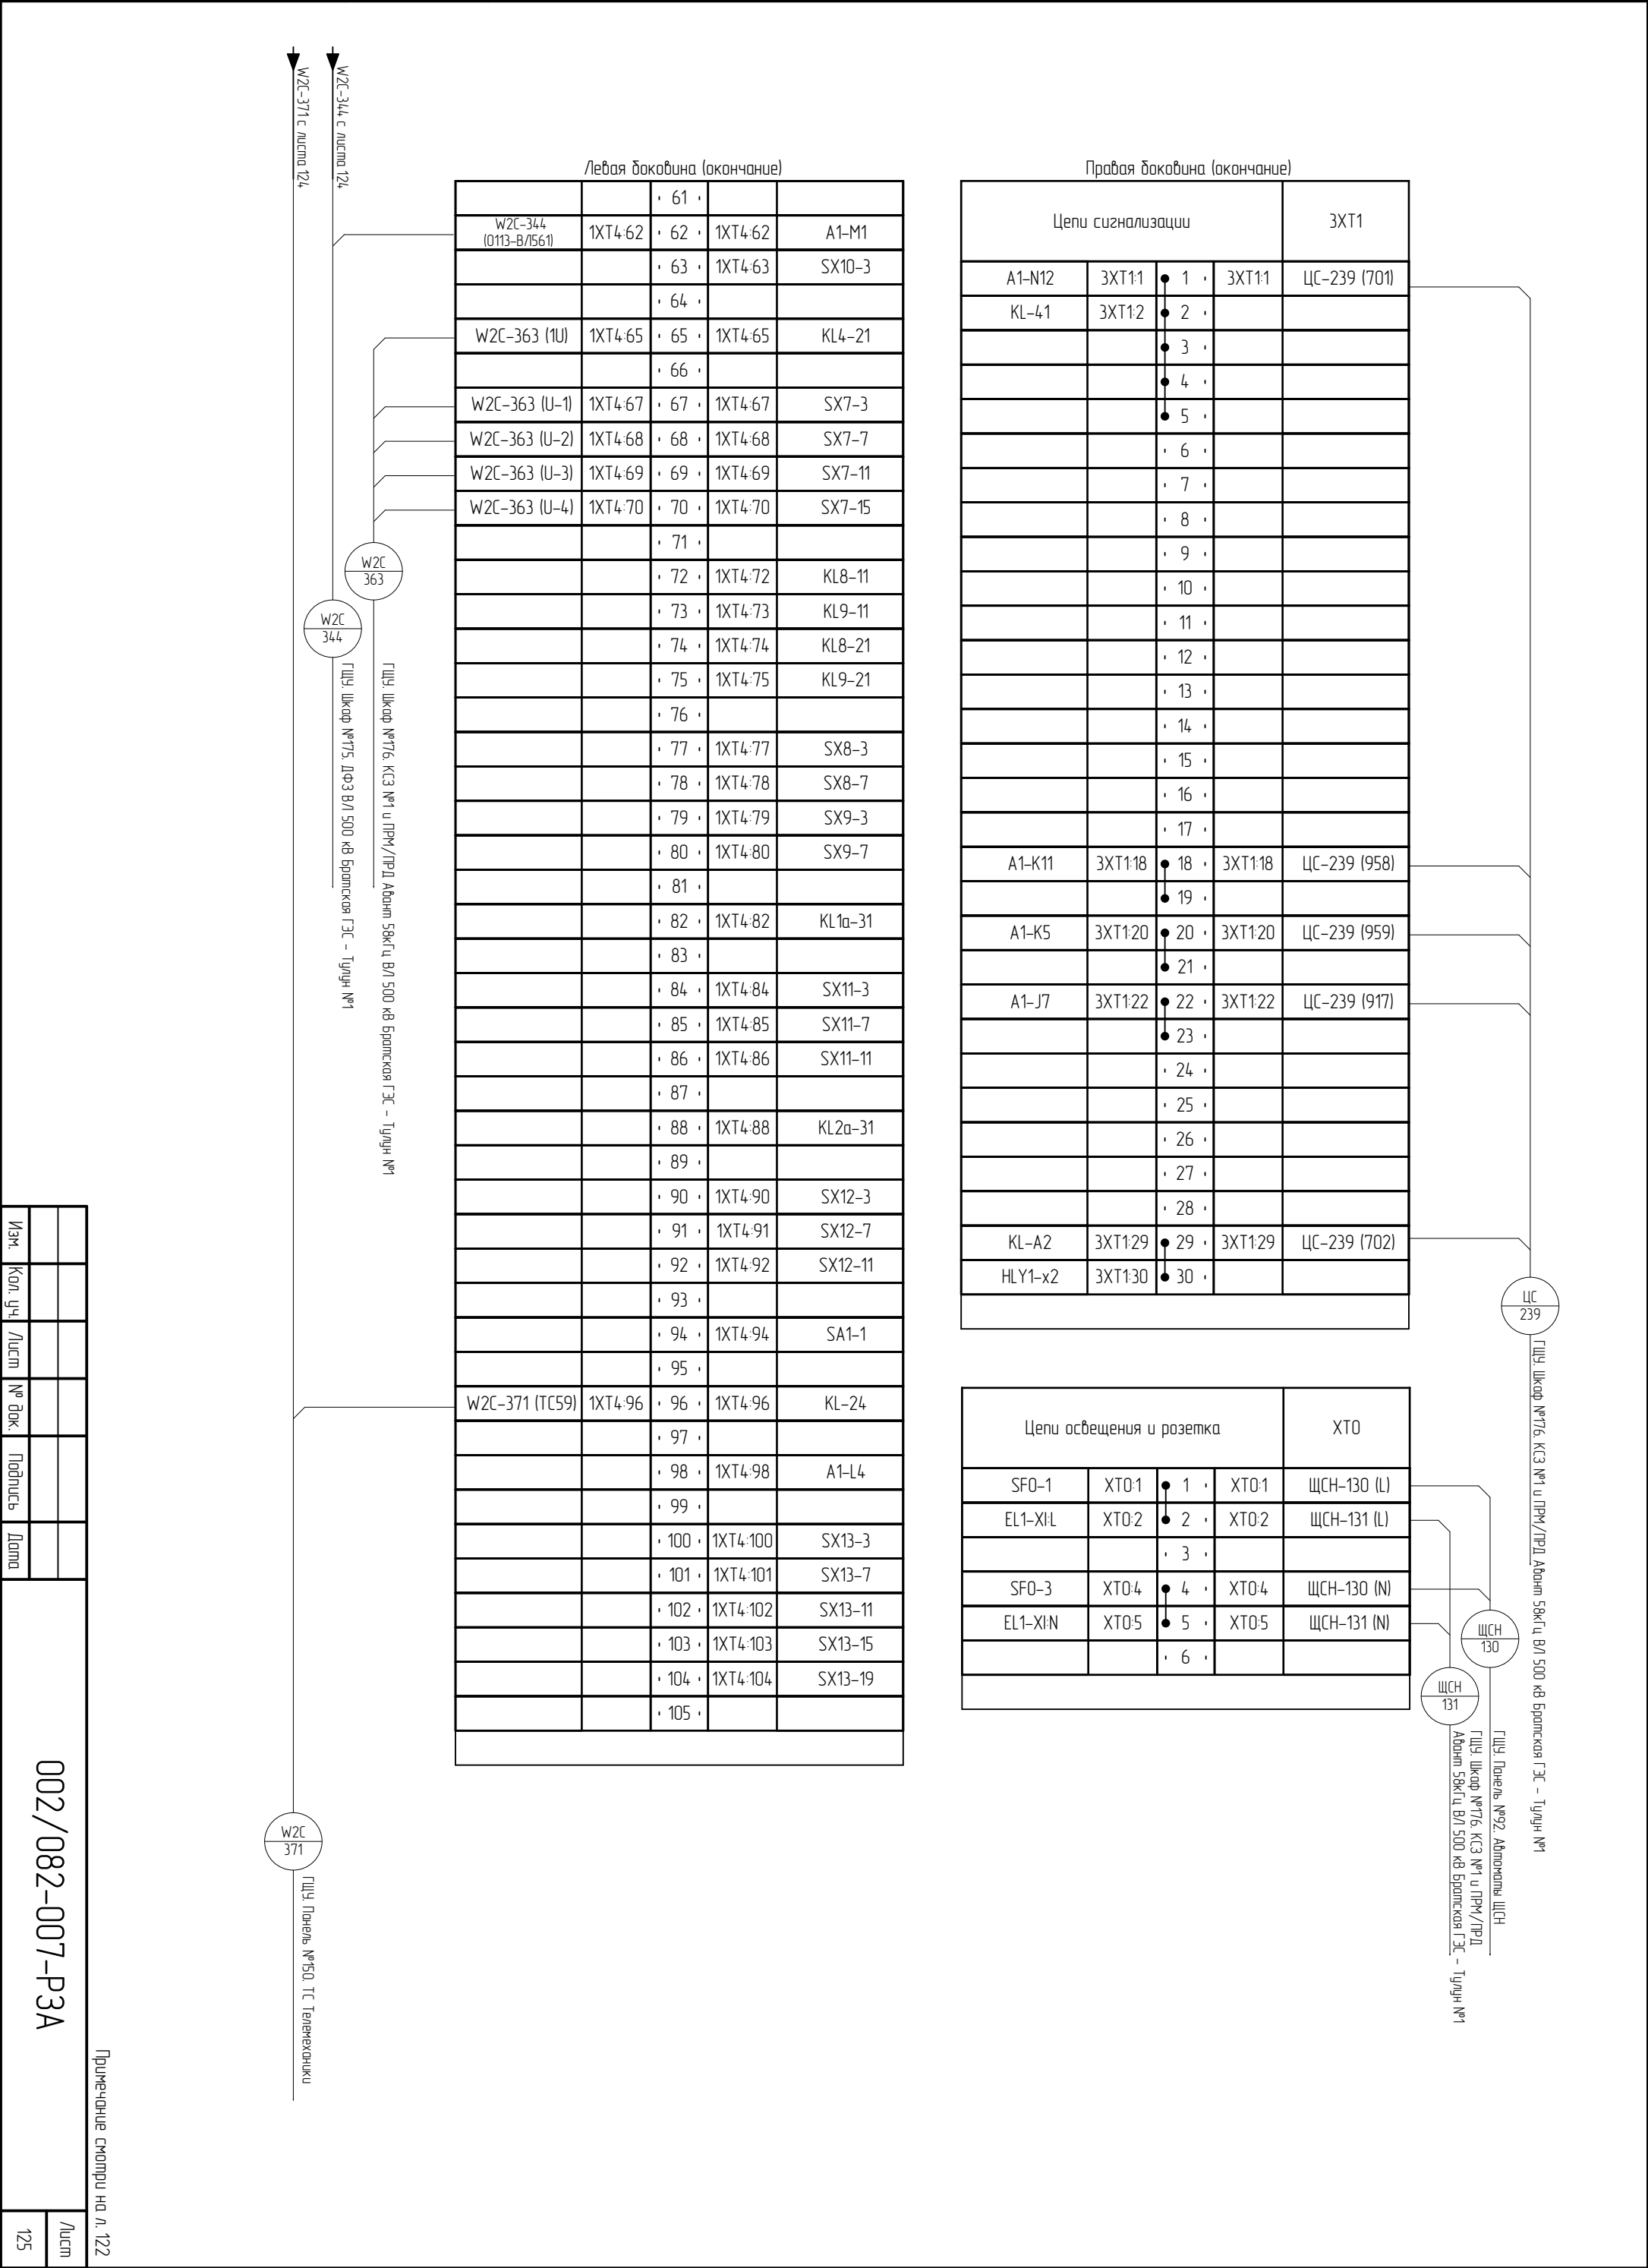 W2C-371 с листа 124
W2C-344 с листа 124
Левая боковина (окончание)
61
W2C-344 (0113-ВЛ561) 1XT4:62 62 1XT4:62 A1-M1
63 1XT4:63 SX10-3
64
W2C-363 (1U) 1XT4:65 65 1XT4:65 KL4-21
66
W2C-363 (U-1) 1XT4:67 67 1XT4:67 SX7-3
W2C-363 (U-2) 1XT4:68 68 1XT4:68 SX7-7
W2C-363 (U-3) 1XT4:69 69 1XT4:69 SX7-11
W2C-363 (U-4) 1XT4:70 70 1XT4:70 SX7-15
71
72 1XT4:72 KL8-11
73 1XT4:73 KL9-11
74 1XT4:74 KL8-21
75 1XT4:75 KL9-21
76
77 1XT4:77 SX8-3
78 1XT4:78 SX8-7
79 1XT4:79 SX9-3
80 1XT4:80 SX9-7
81
82 1XT4:82 KL1a-31
83
84 1XT4:84 SX11-3
85 1XT4:85 SX11-7
86 1XT4:86 SX11-11
87
88 1XT4:88 KL2a-31
89
90 1XT4:90 SX12-3
91 1XT4:91 SX12-7
92 1XT4:92 SX12-11
93
94 1XT4:94 SA1-1
95
W2C-371 (TC59) 1XT4:96 96 1XT4:96 KL-24
97
98 1XT4:98 A1-L4
99
100 1XT4:100 SX13-3
101 1XT4:101 SX13-7
102 1XT4:102 SX13-11
103 1XT4:103 SX13-15
104 1XT4:104 SX13-19
105
W2C
363
ГЩУ. Шкаф №176. КСЗ №1 и ПРМ/ПРД Авант 58кГц ВЛ 500 кВ Братская ГЭС - Тулун №1
W2C
344
ГЩУ. Шкаф №175. ДФЗ ВЛ 500 кВ Братская ГЭС - Тулун №1
W2C
371
ГЩУ. Панель №150. ТС Телемеханики
Правая боковина (окончание)
Цепи сигнализации 3XT1
A1-N12 3XT1:1 1 3XT1:1 ЦС-239 (701)
KL-41 3XT1:2 2
3
4
5
6
7
8
9
10
11
12
13
14
15
16
17
A1-K11 3XT1:18 18 3XT1:18 ЦС-239 (958)
19
A1-K5 3XT1:20 20 3XT1:20 ЦС-239 (959)
21
A1-J7 3XT1:22 22 3XT1:22 ЦС-239 (917)
23
24
25
26
27
28
KL-A2 3XT1:29 29 3XT1:29 ЦС-239 (702)
HLY1-x2 3XT1:30 30
ЦС
239
ГЩУ. Шкаф №176. КСЗ №1 и ПРМ/ПРД Авант 58кГц ВЛ 500 кВ Братская ГЭС - Тулун №1
Цепи освещения и розетка XT0
SF0-1 XT0:1 1 XT0:1 ЩСН-130 (L)
EL1-XI:L XT0:2 2 XT0:2 ЩСН-131 (L)
3
SF0-3 XT0:4 4 XT0:4 ЩСН-130 (N)
EL1-XI:N XT0:5 5 XT0:5 ЩСН-131 (N)
6
ЩСН
130
ГЩУ. Панель №92. Автоматы ЩСН
ЩСН
131
ГЩУ. Шкаф №176. КСЗ №1 и ПРМ/ПРД
Авант 58кГц ВЛ 500 кВ Братская ГЭС - Тулун №1
Примечание смотри на л. 122
Изм. Кол. уч. Лист № док. Подпись Дата
002/082-007-РЗА
Лист
125